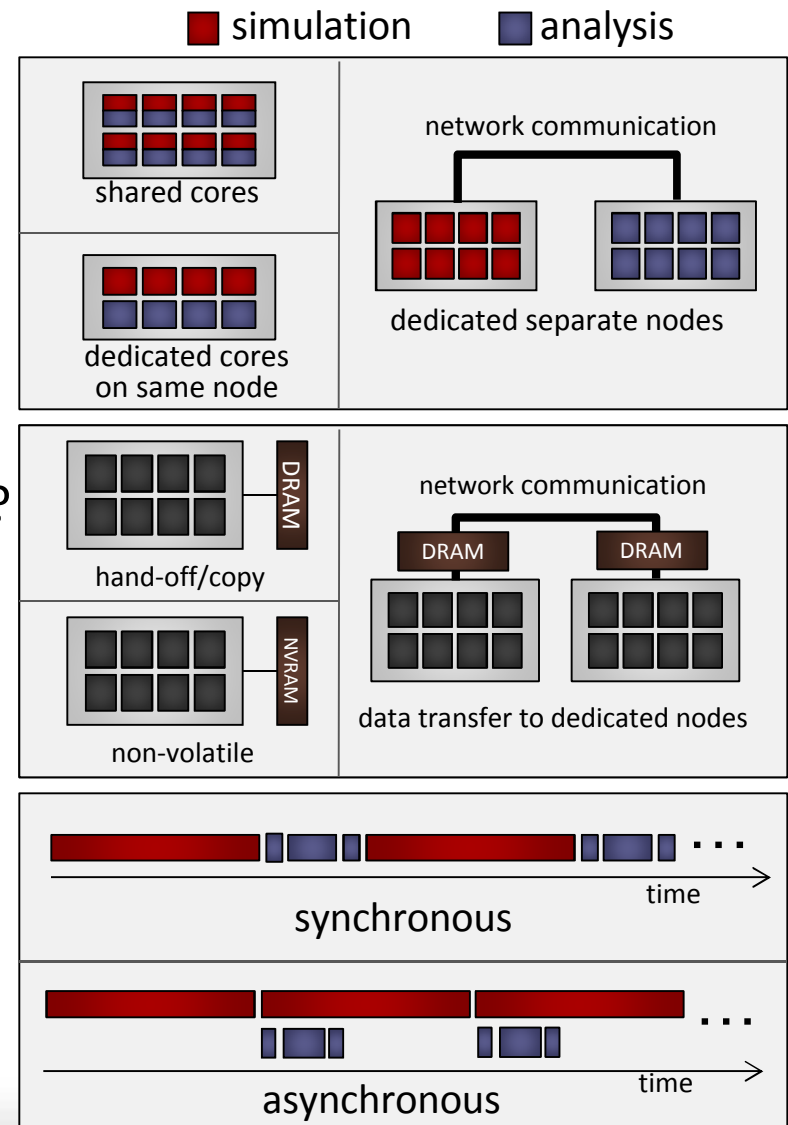 simulation
analysis
shared cores
dedicated cores
on same node
network communication
dedicated separate nodes
?
DRAM
hand-off/copy
NVRAM
non-volatile
network communication
DRAM
DRAM
data transfer to dedicated nodes
. . .
time
synchronous
. . .
time
asynchronous